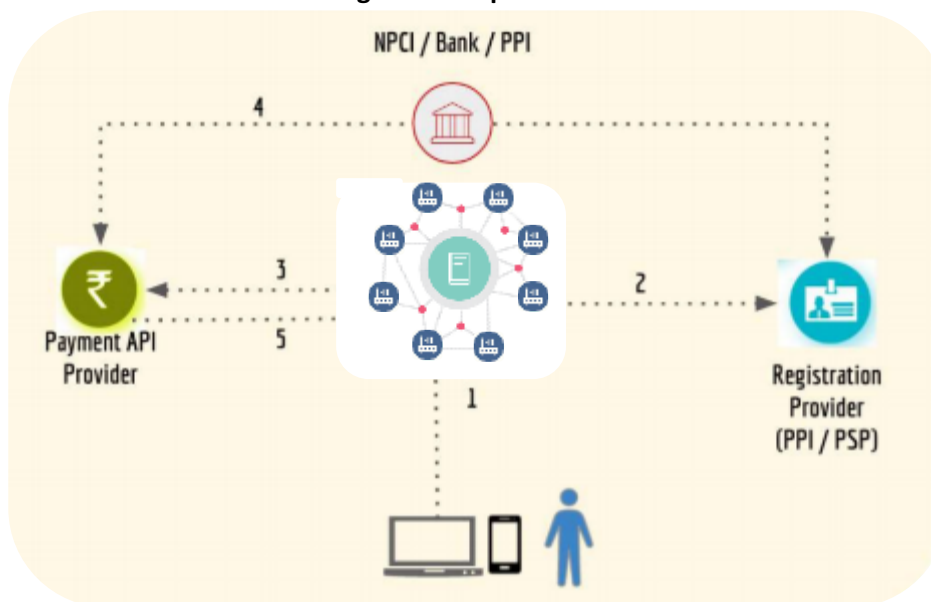 NPCI / Bank / PPI
4
3
2
5
Payment API
Provider
1
Registration
Provider
(PPI / PSP)